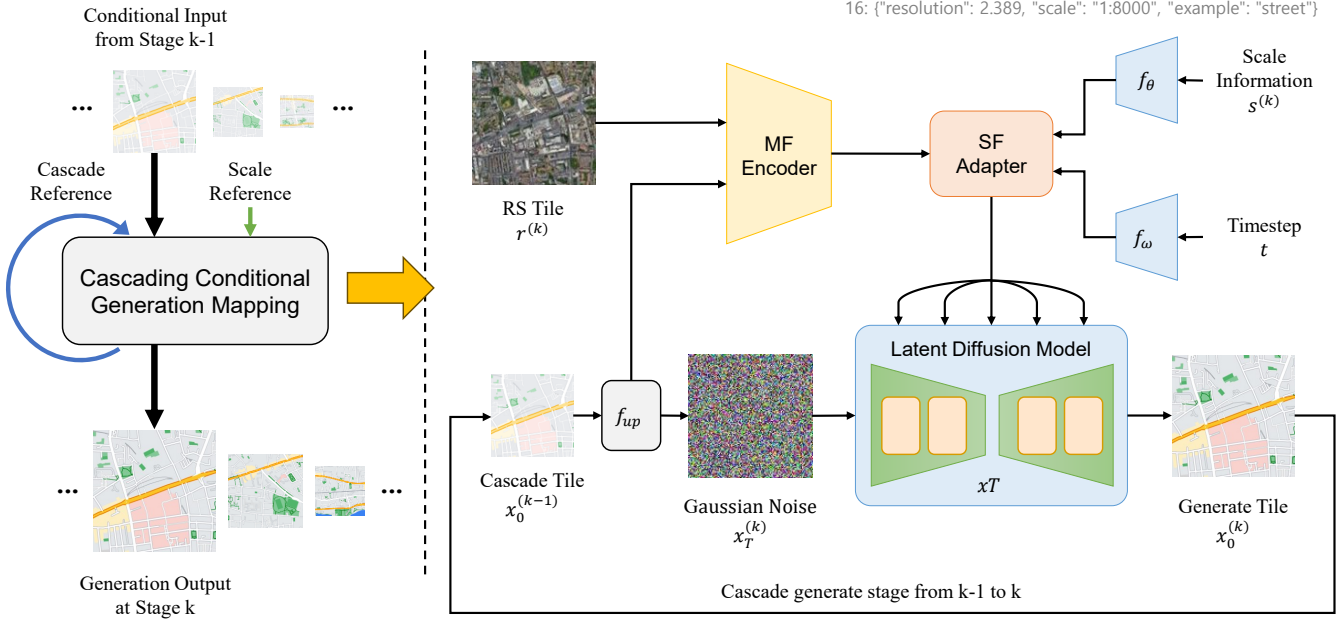 16: {"resolution": 2.389, "scale": "1:8000", "example": "street"}
Conditional Input
from Stage k-1
...
...
Cascade
Reference
Scale
Reference
Cascading Conditional
Generation Mapping
...
...
Generation Output
at Stage k
RS Tile
r^(k)
MF
Encoder
SF
Adapter
f_θ
Scale
Information
s^(k)
f_ω
Timestep
t
Latent Diffusion Model
xT
f_up
Cascade Tile
x_0^(k-1)
Gaussian Noise
x_T^(k)
Generate Tile
x_0^(k)
Cascade generate stage from k-1 to k